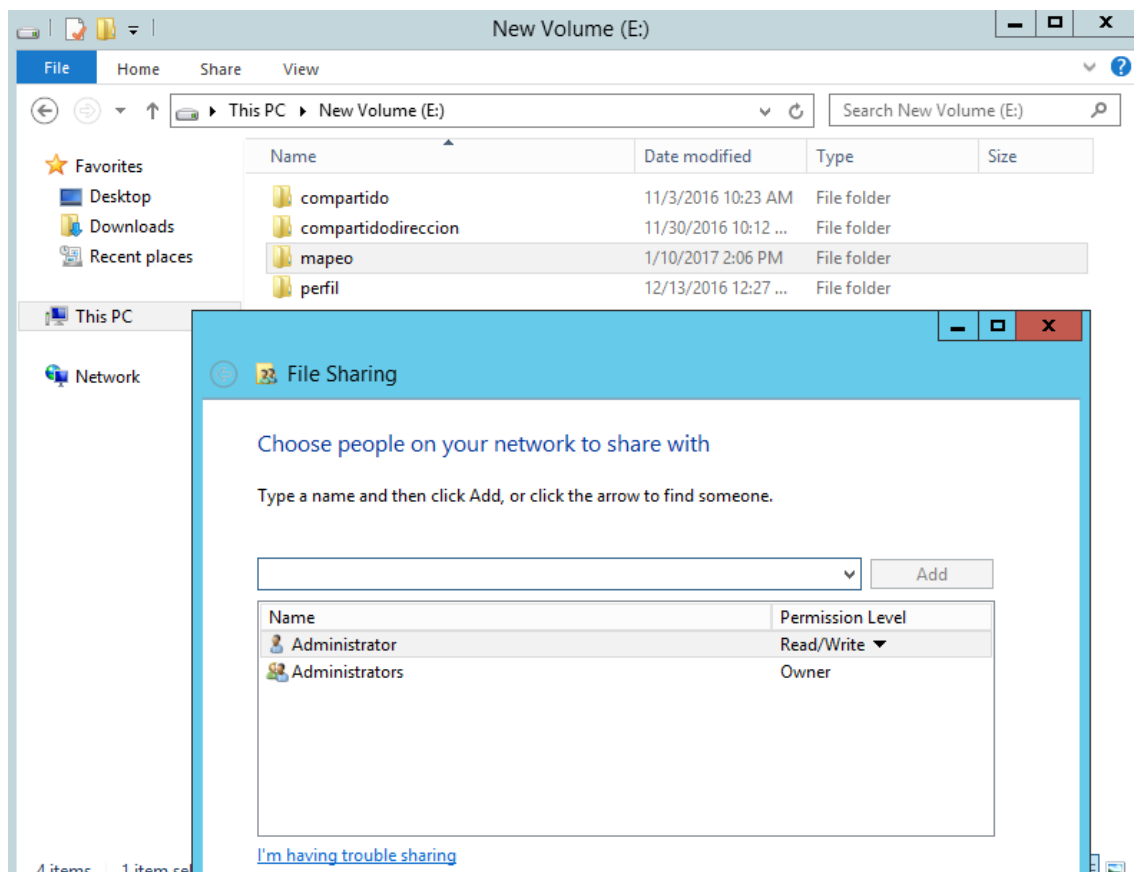 New Volume (E:)
File Home Share View
This PC New Volume (E:) Search New Volume (E:)
Name Date modified Type Size
Favorites
Desktop
Downloads
Recent places
This PC
Network
compartido 11/3/2016 10:23 AM File folder
compartidodireccion 11/30/2016 10:12 ... File folder
mapeo 1/10/2017 2:06 PM File folder
perfil 12/13/2016 12:27 ... File folder
File Sharing
Choose people on your network to share with
Type a name and then click Add, or click the arrow to find someone.
Add
Name Permission Level
Administrator Read/Write
Administrators Owner
I'm having trouble sharing
4 items 1 item sel